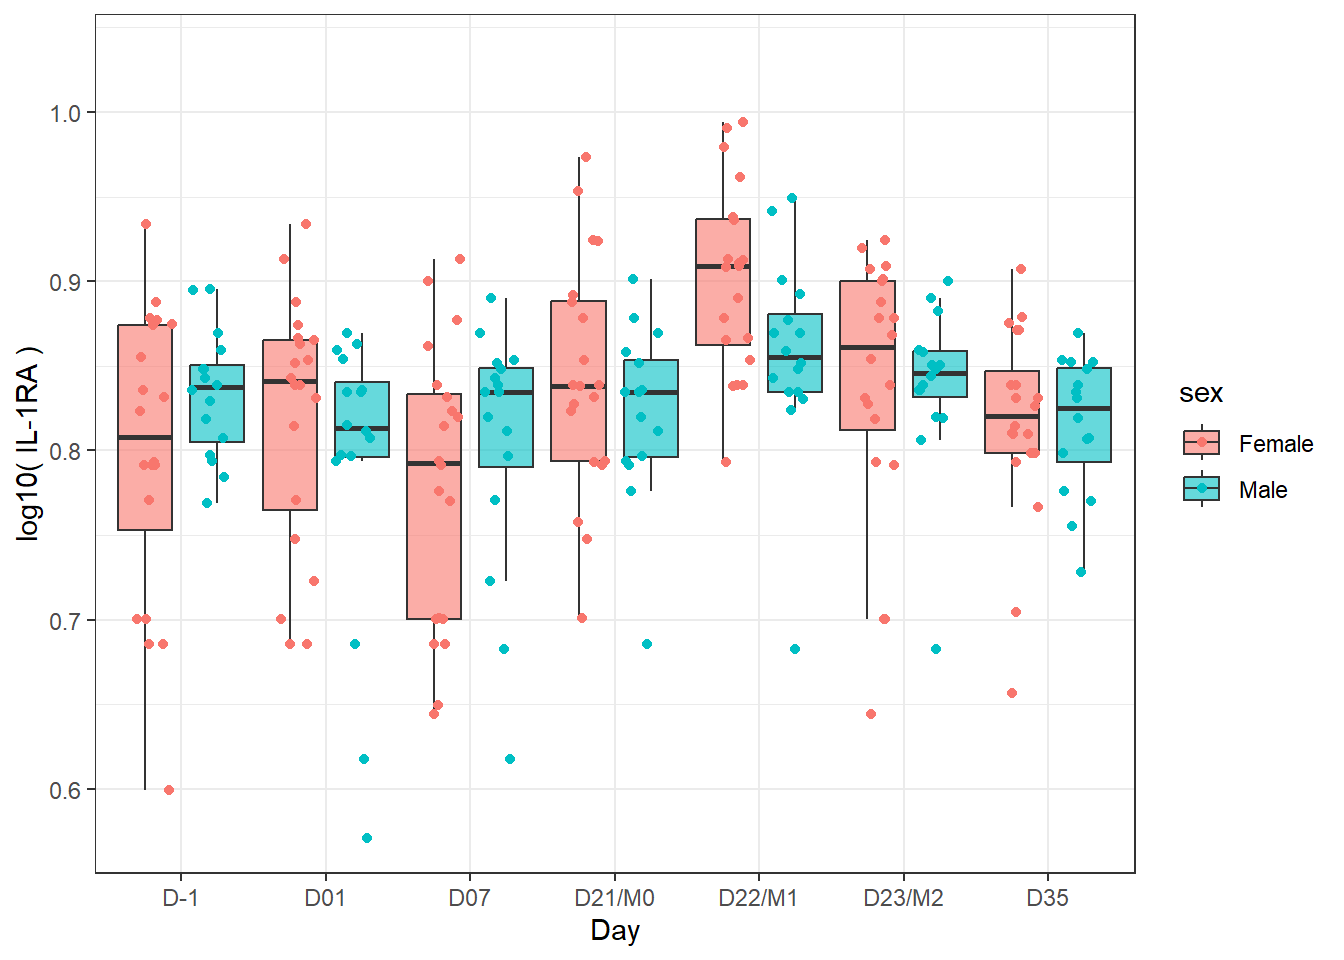 log10( IL-1RA )
1.0
0.9
0.8
0.7
0.6
D-1
D01
D07
D21/M0
D22/M1
D23/M2
D35
Day
sex
Female
Male